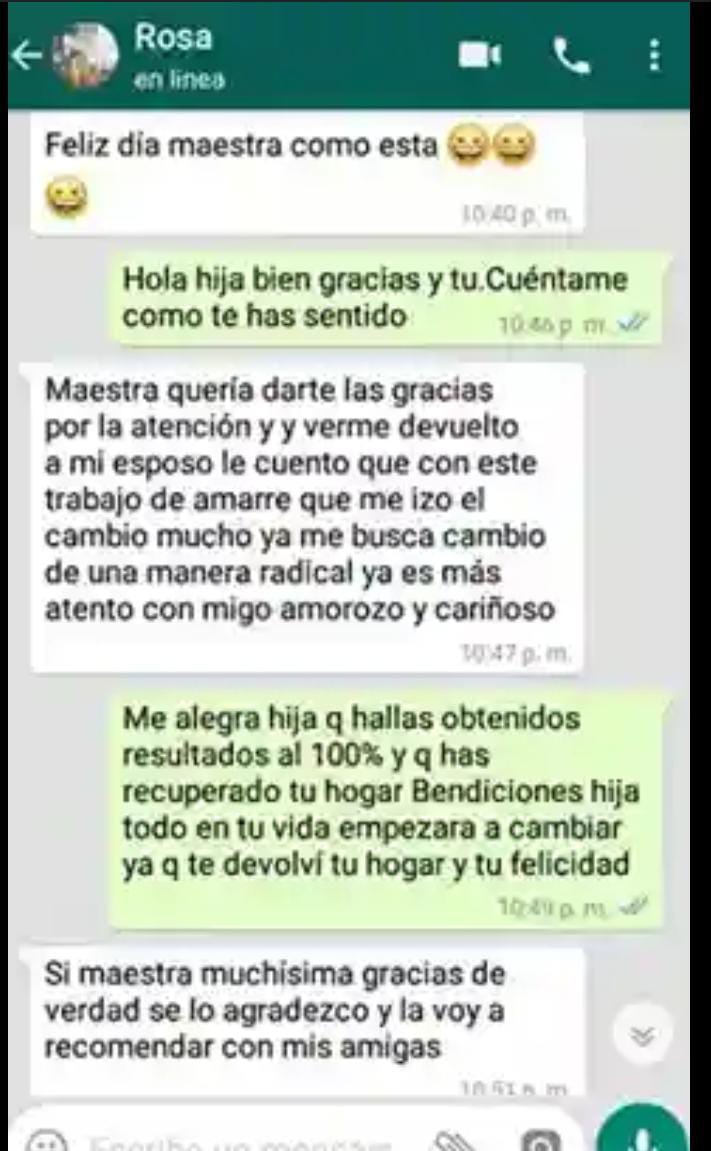 Rosa
en linea
Feliz día maestra como esta 😀😀
😀
10:40 p. m.
Hola hija bien gracias y tu.Cuéntame
como te has sentido
10:46 p. m.
Maestra quería darte las gracias
por la atención y y verme devuelto
a mi esposo le cuento que con este
trabajo de amarre que me izo el
cambio mucho ya me busca cambio
de una manera radical ya es más
atento con migo amorozo y cariñoso
10:47 p. m.
Me alegra hija q hallas obtenidos
resultados al 100% y q has
recuperado tu hogar Bendiciones hija
todo en tu vida empezara a cambiar
ya q te devolví tu hogar y tu felicidad
10:49 p. m.
Si maestra muchísima gracias de
verdad se lo agradezco y la voy a
recomendar con mis amigas
10:51 p. m.